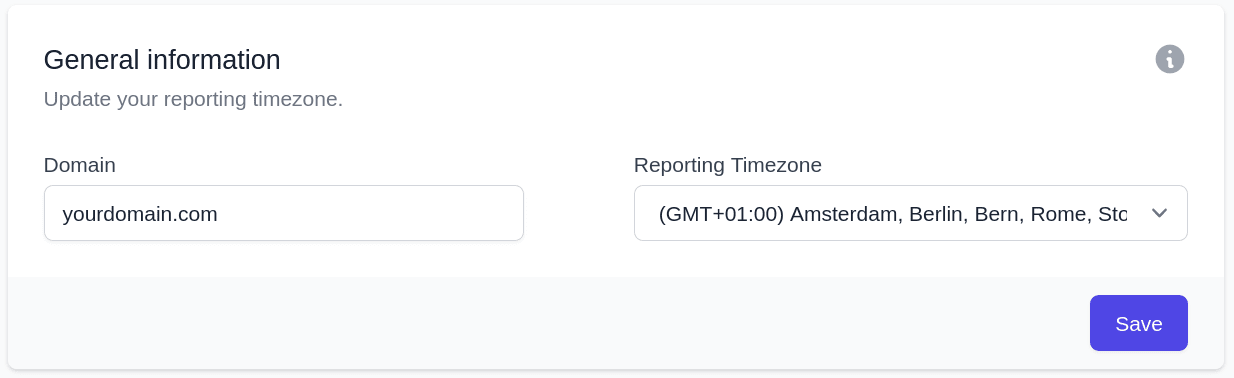 General information
Update your reporting timezone.
Domain
Reporting Timezone
yourdomain.com
(GMT+01:00) Amsterdam, Berlin, Bern, Rome, Sto
Save